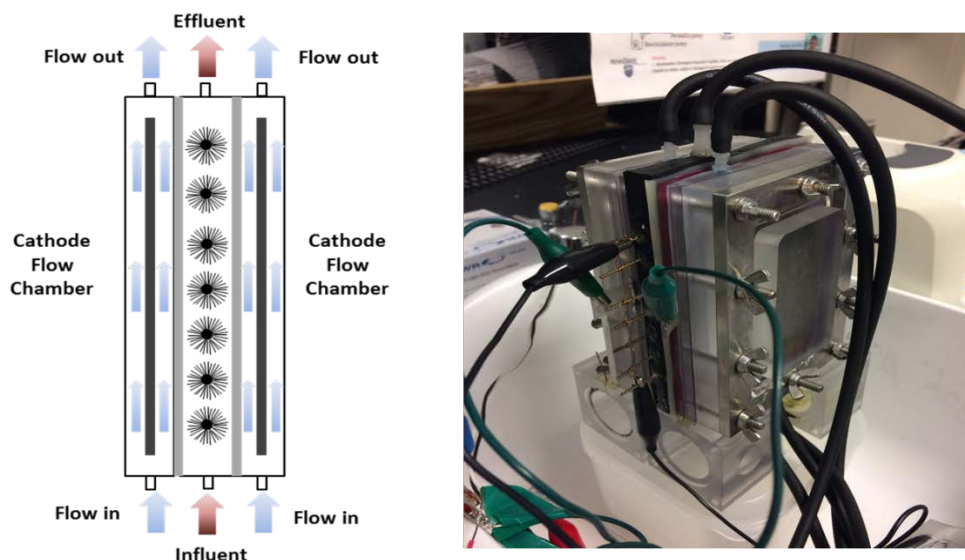 Effluent
Flow out
Flow out
Cathode
Flow
Chamber
Cathode
Flow
Chamber
Flow in
Flow in
Influent